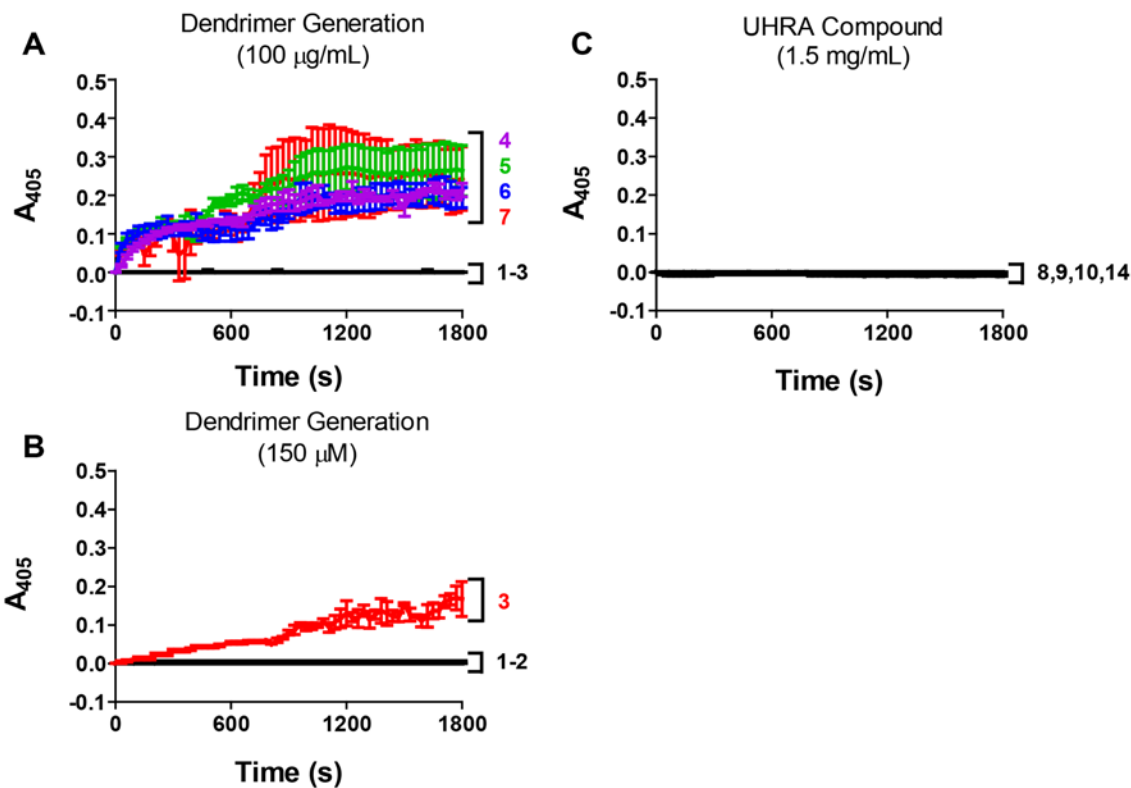 A
Dendrimer Generation
(100 μg/mL)
0.5
0.4
0.3
0.2
0.1
0.0
-0.1
A405
0
600
1200
1800
Time (s)
4
5
6
7
1-3
C
UHRA Compound
(1.5 mg/mL)
0.5
0.4
0.3
0.2
0.1
0.0
-0.1
A405
0
600
1200
1800
Time (s)
8,9,10,14
B
Dendrimer Generation
(150 μM)
0.5
0.4
0.3
0.2
0.1
0.0
-0.1
A405
0
600
1200
1800
Time (s)
3
1-2